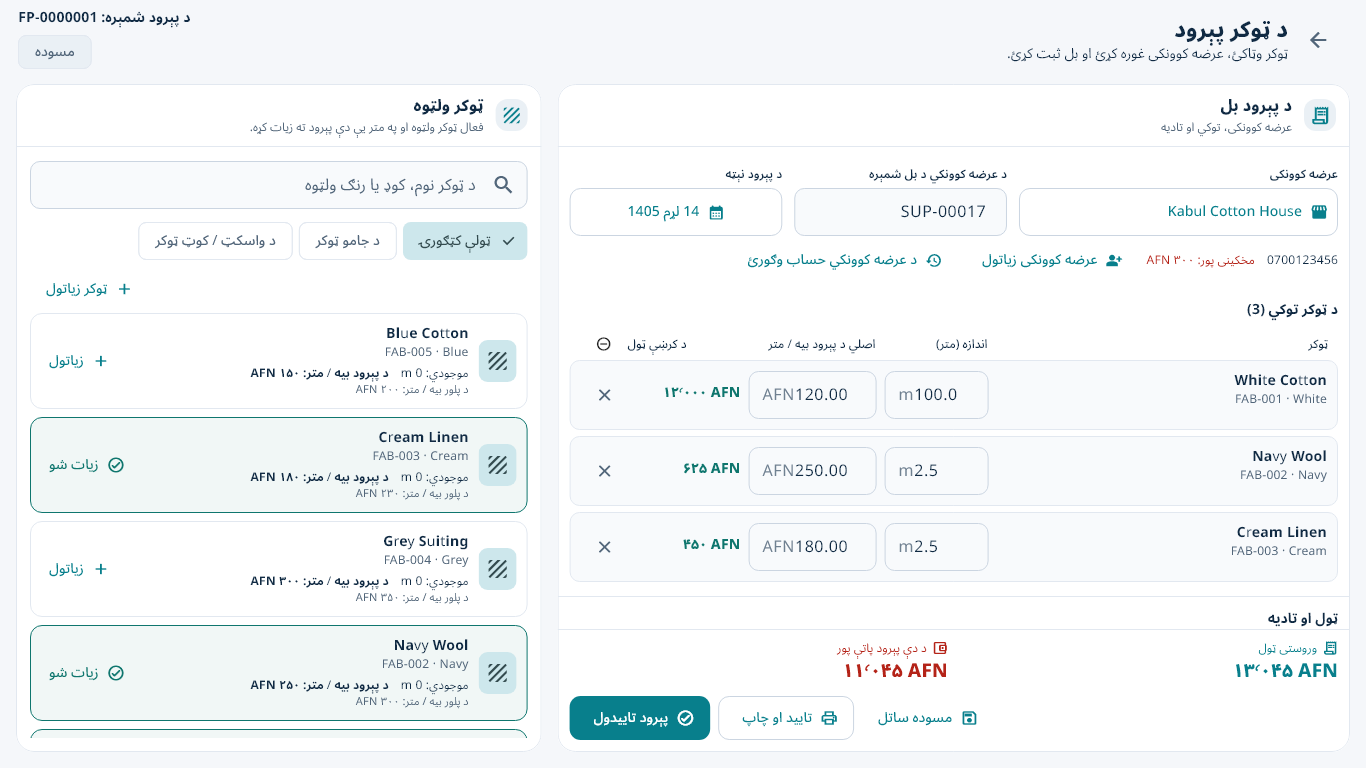 د ټوکر پېرود
ټوکر وټاکئ، عرضه کوونکی غوره کړئ او بل ثبت کړئ.
د پېرود شمېره: FP-0000001
مسوده
د پېرود بل
عرضه کوونکی، توکي او تادیه
عرضه کوونکی
Kabul Cotton House
د عرضه کوونکي د بل شمېره
SUP-00017
د پېرود نېټه
14 لړم 1405
0700123456
مخکینی پور: ۳۰۰ AFN
عرضه کوونکی زیاتول
د عرضه کوونکي حساب وګورئ
د ټوکر توکي (3)
ټوکر
اندازه (متر)
اصلي د پېرود بیه / متر
د کرښې ټول
White Cotton
FAB-001 · White
m100.0
AFN120.00
۱۲٬۰۰۰ AFN
Navy Wool
FAB-002 · Navy
m2.5
AFN250.00
۶۲۵ AFN
Cream Linen
FAB-003 · Cream
m2.5
AFN180.00
۴۵۰ AFN
ټول او تادیه
وروستی ټول
۱۳٬۰۴۵ AFN
د دې پېرود پاتې پور
۱۱٬۰۴۵ AFN
مسوده ساتل
تایید او چاپ
پېرود تاییدول
ټوکر ولټوه
فعال ټوکر ولټوه او په متر یې دې پېرود ته زیات کړه.
د ټوکر نوم، کوډ یا رنګ ولټوه
ټولې کټګورۍ
د جامو ټوکر
د واسکټ / کوټ ټوکر
ټوکر زیاتول
Blue Cotton
FAB-005 · Blue
موجودي: 0 m
د پېرود بیه / متر: ۱۵۰ AFN
د پلور بیه / متر: ۲۰۰ AFN
زیاتول
Cream Linen
FAB-003 · Cream
موجودي: 0 m
د پېرود بیه / متر: ۱۸۰ AFN
د پلور بیه / متر: ۲۳۰ AFN
زیات شو
Grey Suiting
FAB-004 · Grey
موجودي: 0 m
د پېرود بیه / متر: ۳۰۰ AFN
د پلور بیه / متر: ۳۵۰ AFN
زیاتول
Navy Wool
FAB-002 · Navy
موجودي: 0 m
د پېرود بیه / متر: ۲۵۰ AFN
د پلور بیه / متر: ۳۰۰ AFN
زیات شو